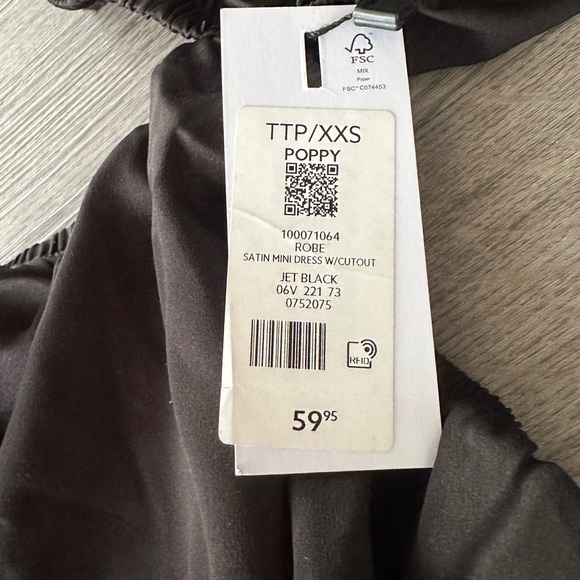 FSC
MIX
Paper
FSC® C074453
TTP/XXS
POPPY
100071064
ROBE
SATIN MINI DRESS W/CUTOUT
JET BLACK
06V 221 73
0752075
RFID
59.95